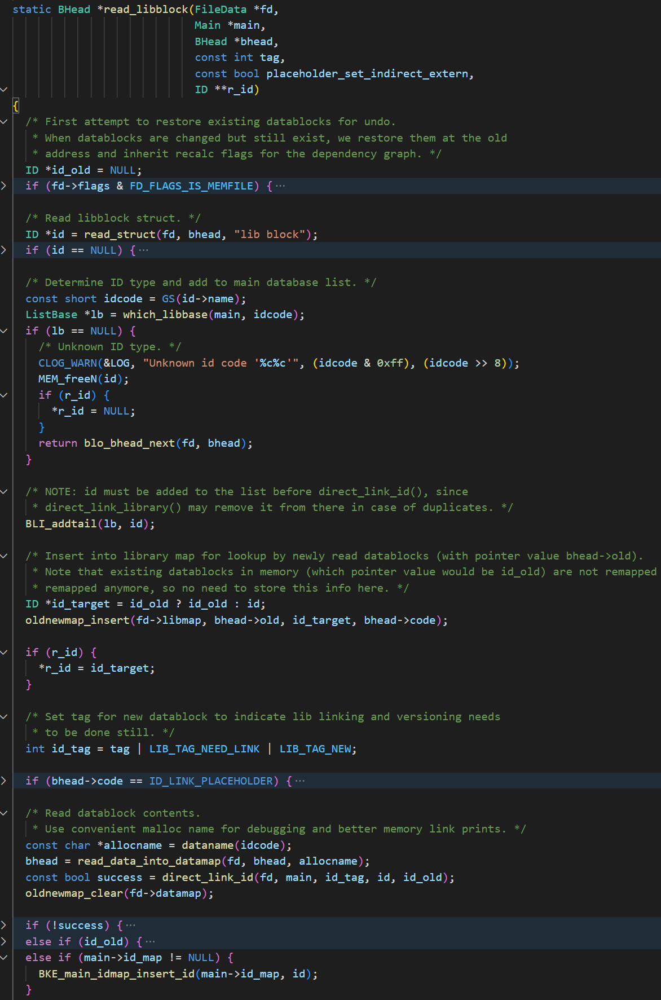 static BHead *read_libblock(FileData *fd,
Main *main,
BHead *bhead,
const int tag,
const bool placeholder_set_indirect_extern,
ID **r_id)
{
/* First attempt to restore existing datablocks for undo.
* When datablocks are changed but still exist, we restore them at the old
* address and inherit recalc flags for the dependency graph. */
ID *id_old = NULL;
if (fd->flags & FD_FLAGS_IS_MEMFILE) {···
/* Read libblock struct. */
ID *id = read_struct(fd, bhead, "lib block");
if (id == NULL) {···
/* Determine ID type and add to main database list. */
const short idcode = GS(id->name);
ListBase *lb = which_libbase(main, idcode);
if (lb == NULL) {
/* Unknown ID type. */
CLOG_WARN(&LOG, "Unknown id code '%c%c'", (idcode & 0xff), (idcode >> 8));
MEM_freeN(id);
if (r_id) {
*r_id = NULL;
}
return blo_bhead_next(fd, bhead);
}
/* NOTE: id must be added to the list before direct_link_id(), since
* direct_link_library() may remove it from there in case of duplicates. */
BLI_addtail(lb, id);
/* Insert into library map for lookup by newly read datablocks (with pointer value bhead->old).
* Note that existing datablocks in memory (which pointer value would be id_old) are not remapped
* remapped anymore, so no need to store this info here. */
ID *id_target = id_old ? id_old : id;
oldnewmap_insert(fd->libmap, bhead->old, id_target, bhead->code);
if (r_id) {
*r_id = id_target;
}
/* Set tag for new datablock to indicate lib linking and versioning needs
* to be done still. */
int id_tag = tag | LIB_TAG_NEED_LINK | LIB_TAG_NEW;
if (bhead->code == ID_LINK_PLACEHOLDER) {···
/* Read datablock contents.
* Use convenient malloc name for debugging and better memory link prints. */
const char *allocname = dataname(idcode);
bhead = read_data_into_datamap(fd, bhead, allocname);
const bool success = direct_link_id(fd, main, id_tag, id, id_old);
oldnewmap_clear(fd->datamap);
if (!success) {···
else if (id_old) {···
else if (main->id_map != NULL) {
BKE_main_idmap_insert_id(main->id_map, id);
}